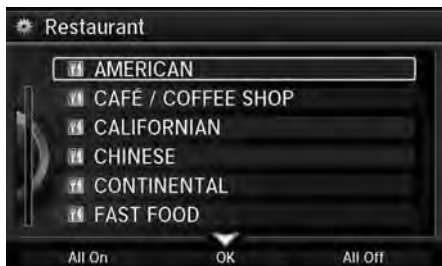 Restaurant
AMERICAN
CAFÉ / COFFEE SHOP
CALIFORNIAN
CHINESE
CONTINENTAL
FAST FOOD
All On OK All Off